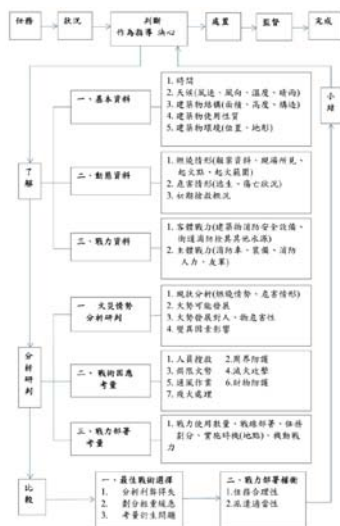 任務
狀況
判斷
作為指導 決心
處置
監督
完成
了解
一、基本資料
1. 時間
2. 天候(風速、風向、溫度、晴雨)
3. 建築物結構(面積、高度、構造)
4. 建築物使用性質
5. 建築物環境(位置、地形)
二、動態資料
1. 燃燒情形(報案資料、現場所見、
起火點、起火範圍)
2. 危害情形(逃生、傷亡狀況)
3. 初期搶救概況
三、戰力資料
1. 客體戰力(建築物消防安全設備、
街道消防栓其其他水源)
2. 主體戰力(消防車、裝備、消防
人力、友軍)
分析研判
一 火災情勢
分析研判
1. 現狀分析(燃燒情勢、危害情形)
2. 火勢可能發展
3. 火勢發展對人、物危害性
4. 變異因素影響
二、戰術因應
考量
1. 人員搜救 2. 周界防護
3. 侷限火勢 4. 滅火攻擊
5. 通風作業 6. 財物防護
7. 殘火處理
三、戰力部署
考量
1. 戰力使用數量、戰線部署、任務
劃分、實施時機(地點)、機動戰
力
比較
一、最佳戰術選擇
1. 分析利弊得失
2. 劃分輕重緩急
3. 考量衍生問題
二、戰力部署權衡
1. 任務合理性
2. 派遣適當性
小結